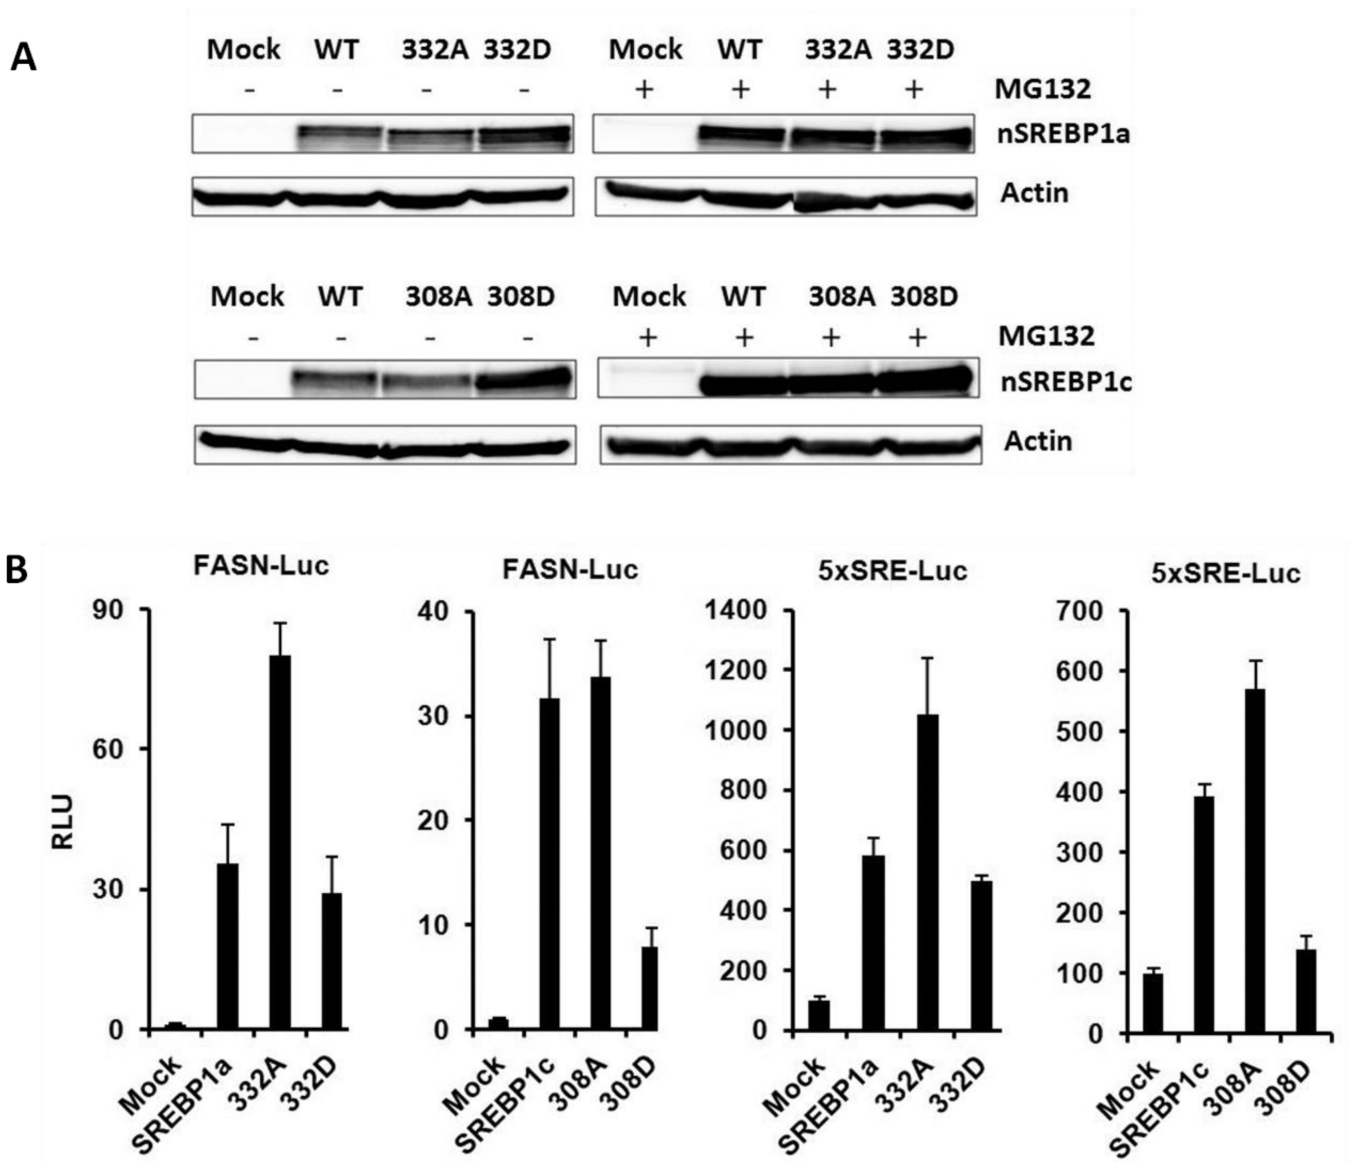 A
Mock WT 332A 332D Mock WT 332A 332D
- - - - + + + + MG132
nSREBP1a
Actin
Mock WT 308A 308D Mock WT 308A 308D
- - - - + + + + MG132
nSREBP1c
Actin
B
FASN-Luc
RLU
90
60
30
0
Mock SREBP1a 332A 332D
FASN-Luc
40
30
20
10
0
Mock SREBP1c 308A 308D
5xSRE-Luc
1400
1200
1000
800
600
400
200
0
Mock SREBP1a 332A 332D
5xSRE-Luc
700
600
500
400
300
200
100
0
Mock SREBP1c 308A 308D